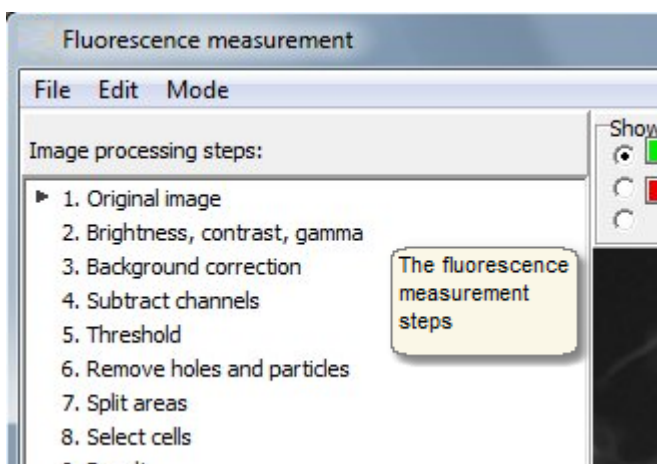 Fluorescence measurement
File Edit Mode
Image processing steps:
Show
1. Original image
2. Brightness, contrast, gamma
3. Background correction
4. Subtract channels
5. Threshold
6. Remove holes and particles
7. Split areas
8. Select cells
The fluorescence
measurement
steps